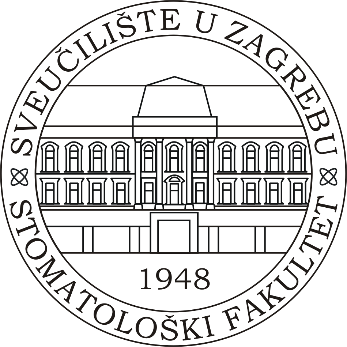 SVEUČILIŠTE U ZAGREBU
STOMATOLOŠKI FAKULTET
1948